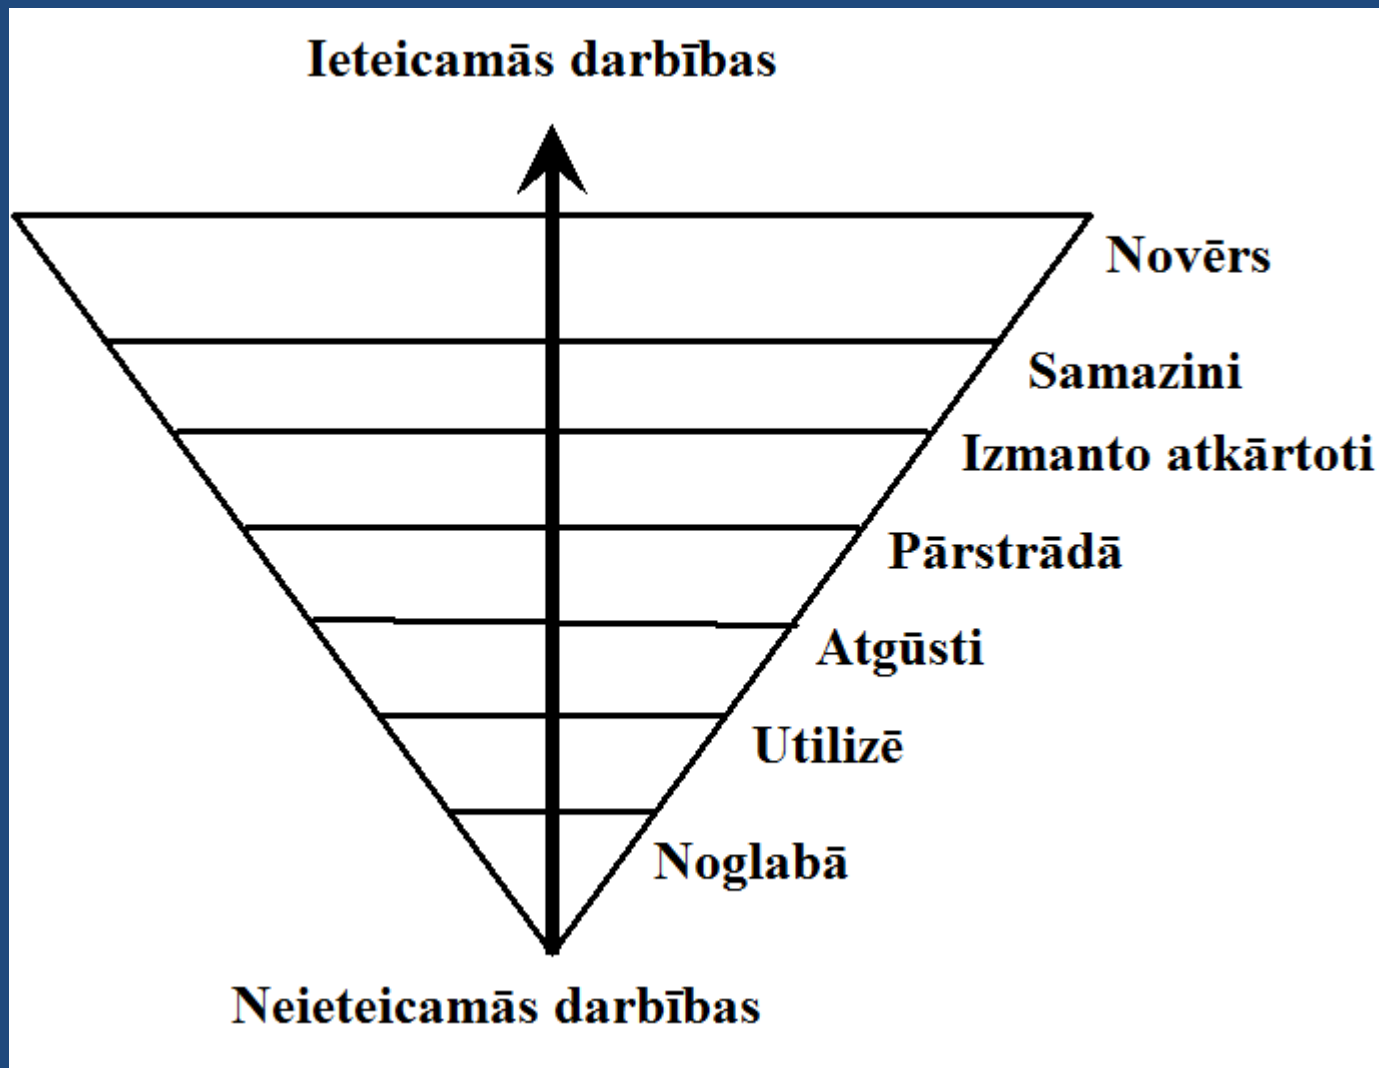 Ieteicamās darbības
Novērs
Samazini
Izmanto atkārtoti
Pārstrādā
Atgūsti
Utilizē
Noglabā
Neieteicamās darbības